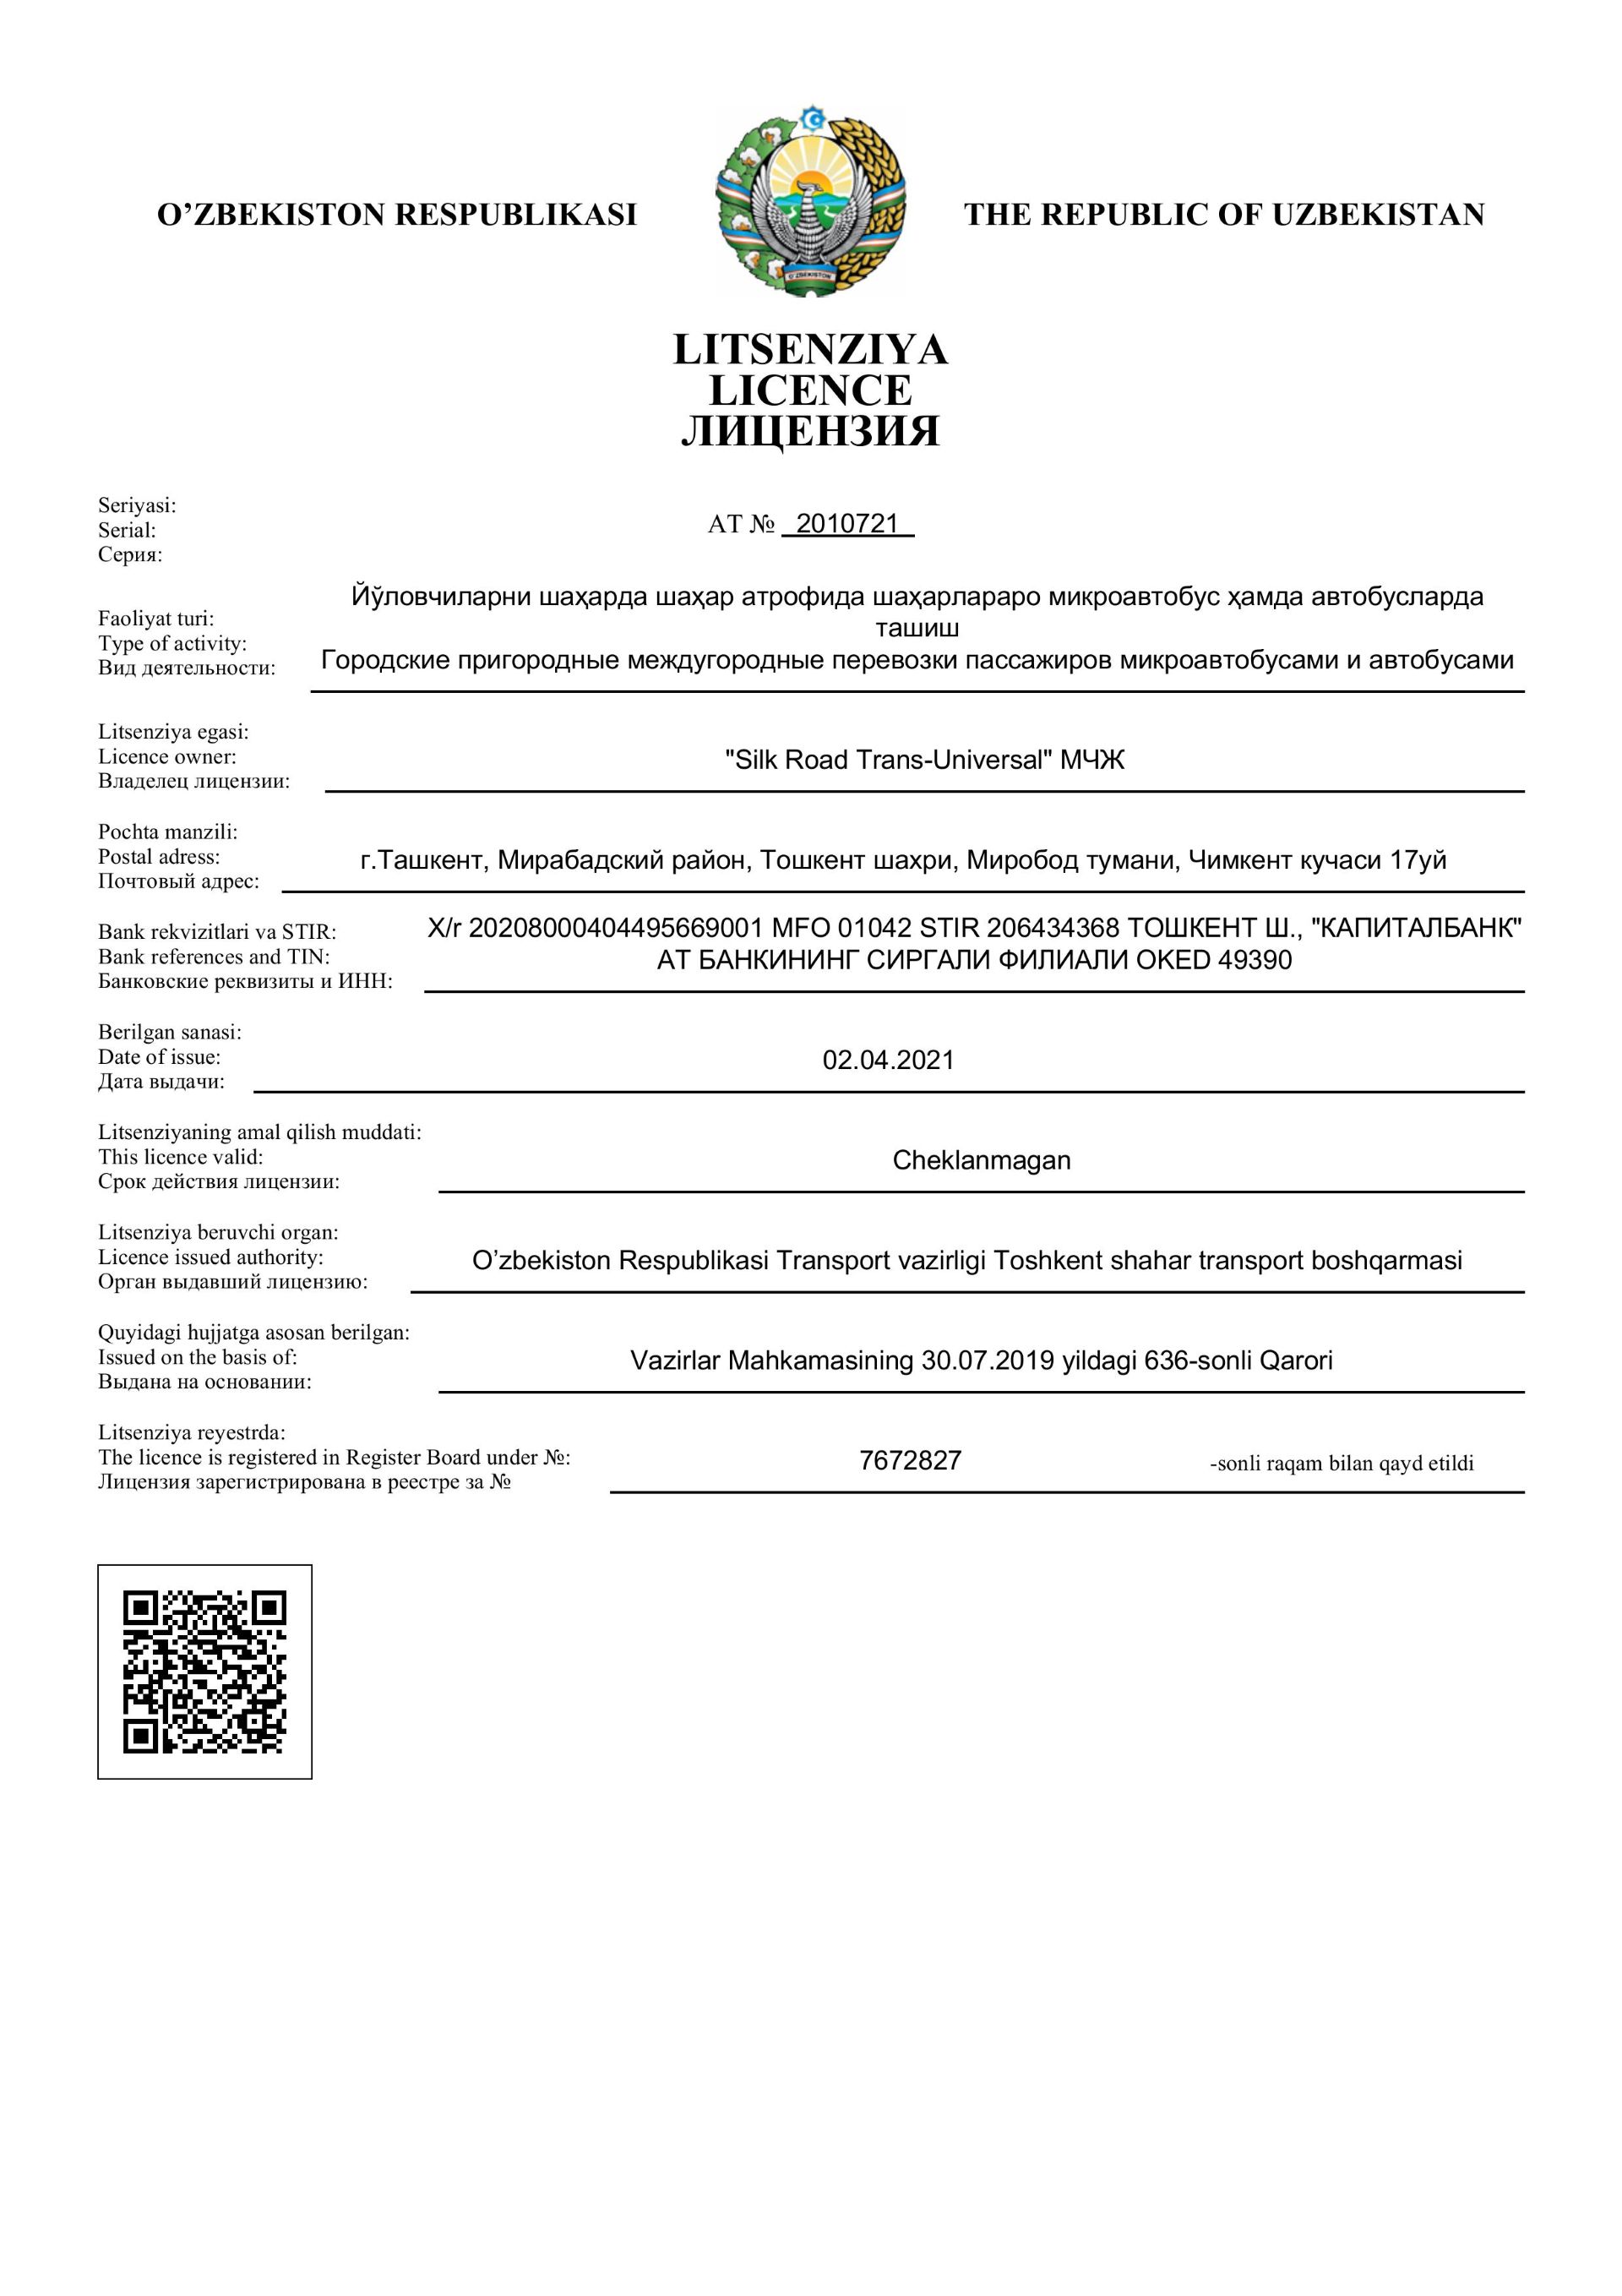 O’ZBEKISTON RESPUBLIKASI
THE REPUBLIC OF UZBEKISTAN
O‘ZBEKISTON
LITSENZIYA
LICENCE
ЛИЦЕНЗИЯ
Seriyasi:
Serial:
Серия:
AT № 2010721
Faoliyat turi:
Type of activity:
Вид деятельности:
Йўловчиларни шаҳарда шаҳар атрофида шаҳарлараро микроавтобус ҳамда автобусларда
ташиш
Городские пригородные междугородные перевозки пассажиров микроавтобусами и автобусами
Litsenziya egasi:
Licence owner:
Владелец лицензии:
"Silk Road Trans-Universal" МЧЖ
Pochta manzili:
Postal adress:
Почтовый адрес:
г.Ташкент, Мирабадский район, Тошкент шахри, Миробод тумани, Чимкент кучаси 17уй
Bank rekvizitlari va STIR:
Bank references and TIN:
Банковские реквизиты и ИНН:
X/r 20208000404495669001 MFO 01042 STIR 206434368 ТОШКЕНТ Ш., "КАПИТАЛБАНК"
АТ БАНКИНИНГ СИРГАЛИ ФИЛИАЛИ OKED 49390
Berilgan sanasi:
Date of issue:
Дата выдачи:
02.04.2021
Litsenziyaning amal qilish muddati:
This licence valid:
Срок действия лицензии:
Cheklanmagan
Litsenziya beruvchi organ:
Licence issued authority:
Орган выдавший лицензию:
O’zbekiston Respublikasi Transport vazirligi Toshkent shahar transport boshqarmasi
Quyidagi hujjatga asosan berilgan:
Issued on the basis of:
Выдана на основании:
Vazirlar Mahkamasining 30.07.2019 yildagi 636-sonli Qarori
Litsenziya reyestrda:
The licence is registered in Register Board under №:
Лицензия зарегистрирована в реестре за №
7672827
-sonli raqam bilan qayd etildi